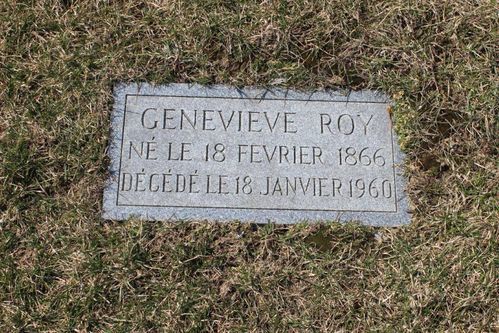 GENEVIEVE ROY
NÉ LE 18 FEVRIER 1866
DÉCÉDÉ LE 18 JANVIER 1960